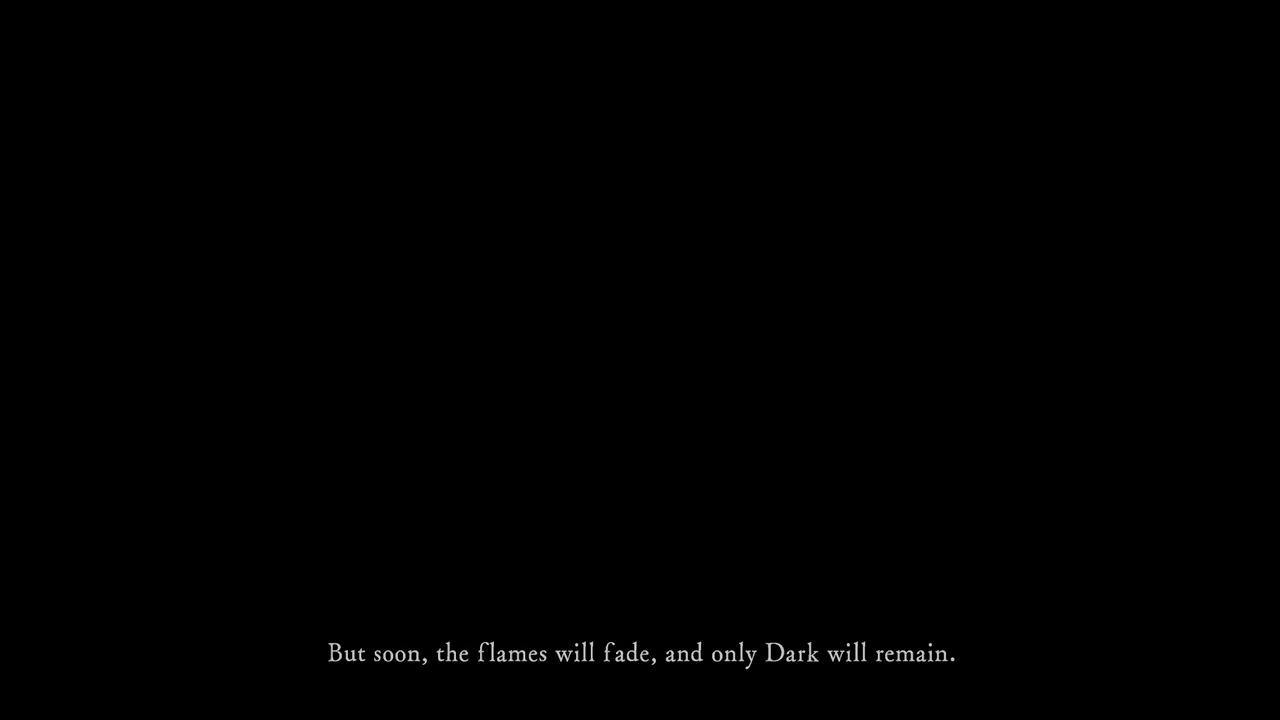 But soon, the flames will fade, and only Dark will remain.